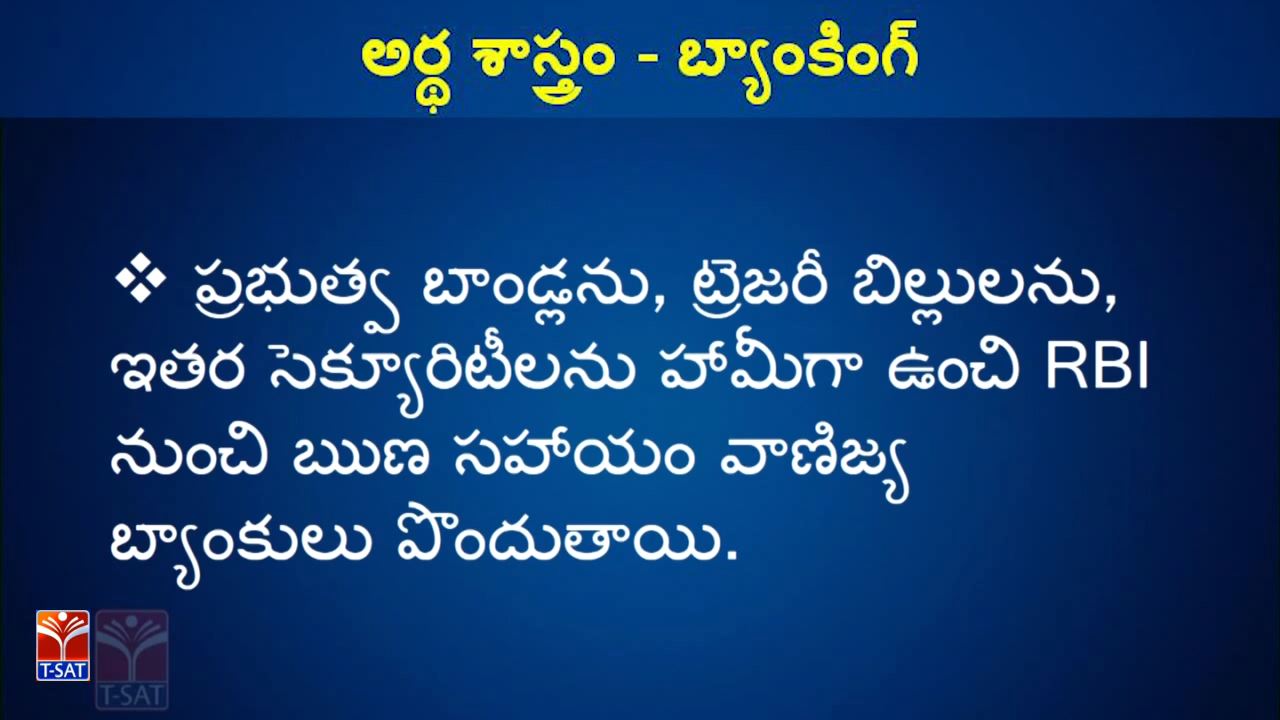 అర్థ శాస్త్రం - బ్యాంకింగ్
❖ ప్రభుత్వ బాండ్లను, ట్రెజరీ బిల్లులను,
ఇతర సెక్యూరిటీలను హామీగా ఉంచి RBI
నుంచి ఋణ సహాయం వాణిజ్య
బ్యాంకులు పొందుతాయి.
T-SAT
T-SAT